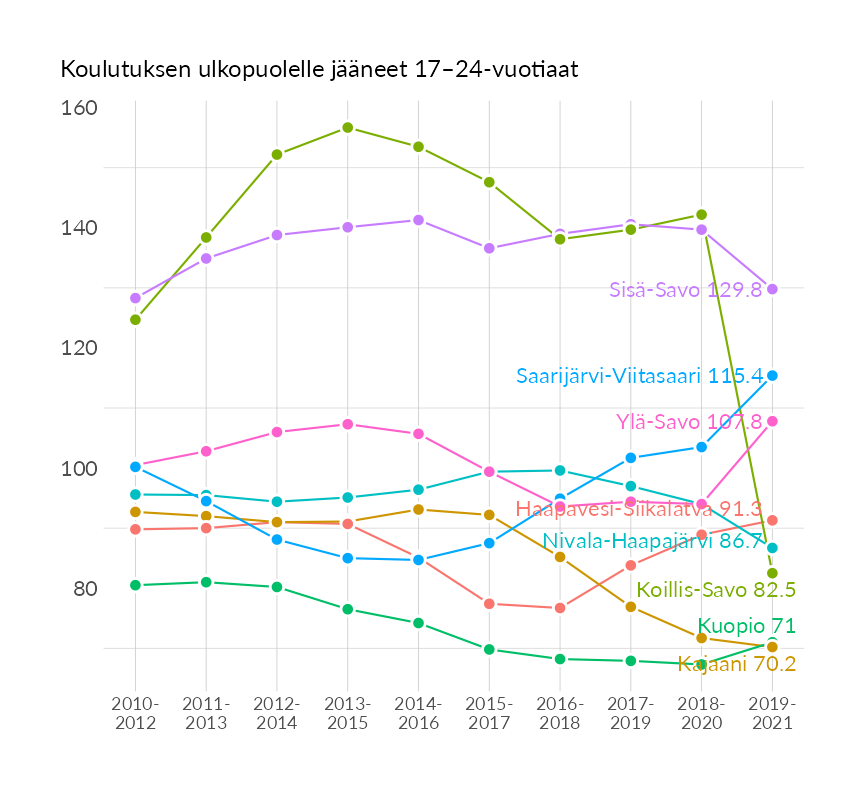 Koulutuksen ulkopuolelle jääneet 17–24-vuotiaat
160
140
120
100
80
Sisä-Savo 129.8
Saarijärvi-Viitasaari 115.4
Ylä-Savo 107.8
Haapavesi-Siikalatva 91.3
Nivala-Haapajärvi 86.7
Koillis-Savo 82.5
Kuopio 71
Kajaani 70.2
2010- 2011- 2012- 2013- 2014- 2015- 2016- 2017- 2018- 2019-
2012 2013 2014 2015 2016 2017 2018 2019 2020 2021